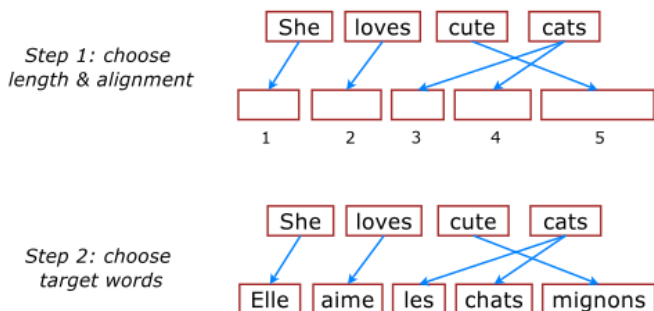 She loves cute cats
Step 1: choose
length & alignment
1 2 3 4 5
She loves cute cats
Step 2: choose
target words
Elle aime les chats mignons